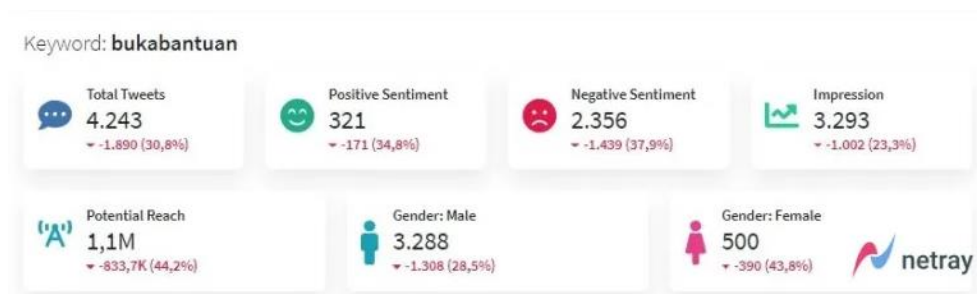 Keyword: bukabantuan
Total Tweets
4.243
-1.890 (30,8%)
Positive Sentiment
321
-171 (34,8%)
Negative Sentiment
2.356
-1.439 (37,9%)
Impression
3.293
-1.002 (23,3%)
Potential Reach
1,1M
-833,7K (44,2%)
Gender: Male
3.288
-1.308 (28,5%)
Gender: Female
500
-390 (43,8%)
netray